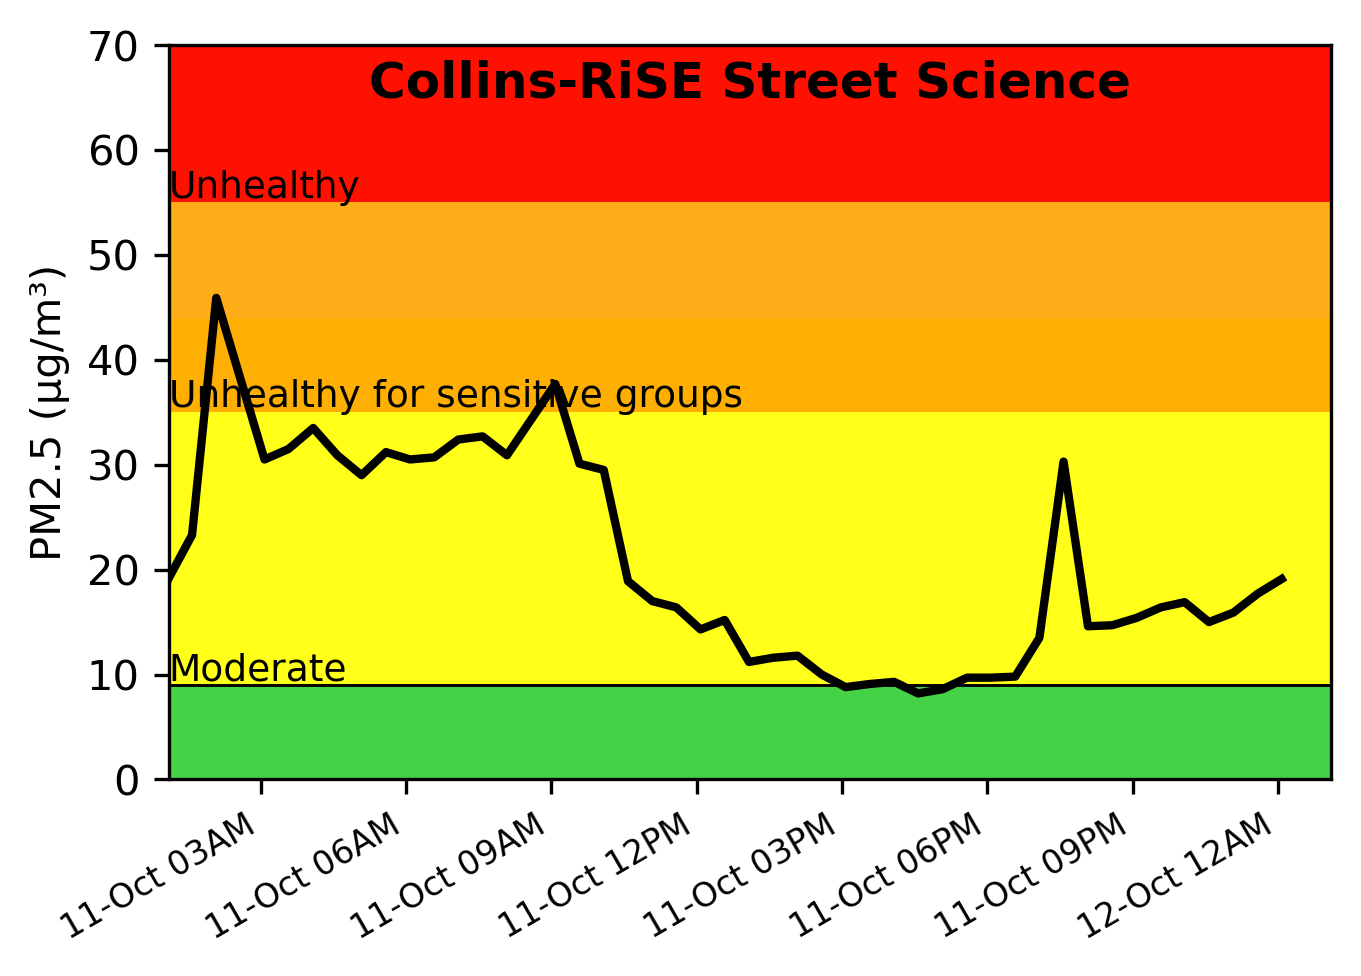 Collins-RiSE Street Science
70
60
Unhealthy
50
PM2.5 (µg/m³)
40
Unhealthy for sensitive groups
30
20
10
Moderate
0
11-Oct 03AM
11-Oct 06AM
11-Oct 09AM
11-Oct 12PM
11-Oct 03PM
11-Oct 06PM
11-Oct 09PM
12-Oct 12AM